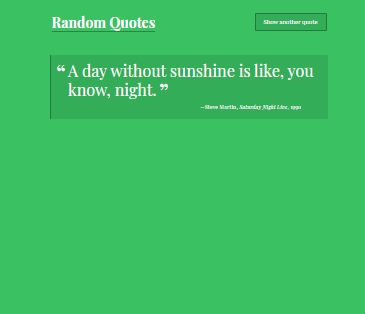 Random Quotes
Show another quote
“ A day without sunshine is like, you
know, night. ”
—Steve Martin, Saturday Night Live, 1991